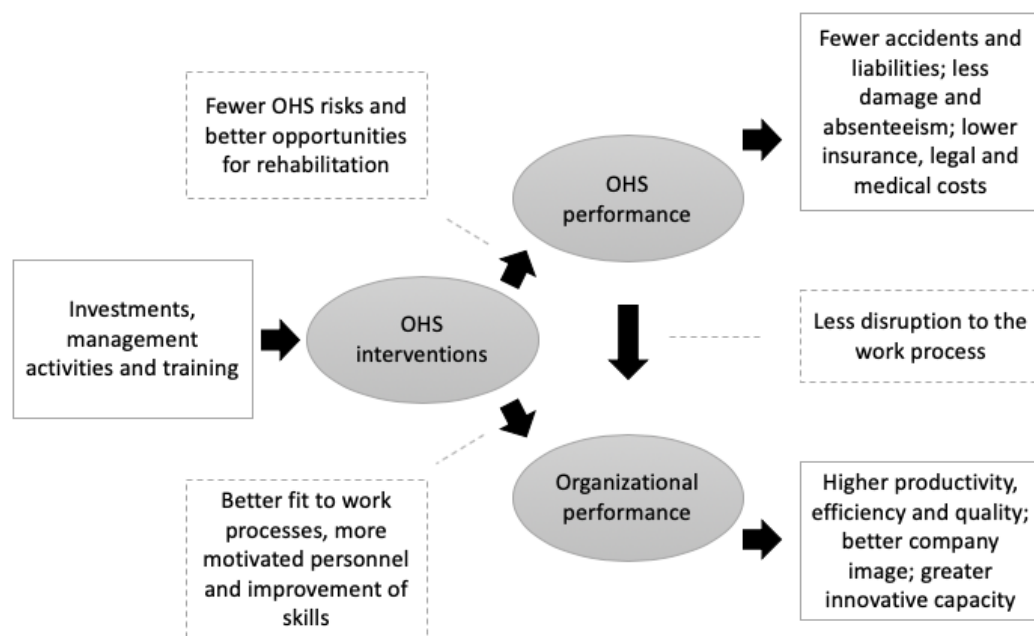 Fewer accidents and
liabilities; less
damage and
absenteeism; lower
insurance, legal and
medical costs
Fewer OHS risks and
better opportunities
for rehabilitation
OHS
performance
Investments,
management
activities and training
OHS
interventions
Less disruption to the
work process
Better fit to work
processes, more
motivated personnel
and improvement of
skills
Organizational
performance
Higher productivity,
efficiency and quality;
better company
image; greater
innovative capacity